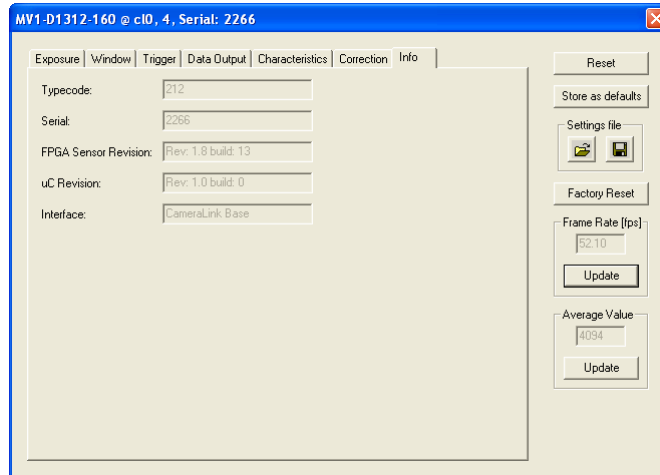 MV1-D1312-160 @ cl0, 4, Serial: 2266
Exposure Window Trigger Data Output Characteristics Correction Info
Typecode: 212
Serial: 2266
FPGA Sensor Revision: Rev: 1.8 build: 13
uC Revision: Rev: 1.0 build: 0
Interface: CameraLink Base
Reset
Store as defaults
Settings file
Factory Reset
Frame Rate [fps]
52.10
Update
Average Value
4094
Update